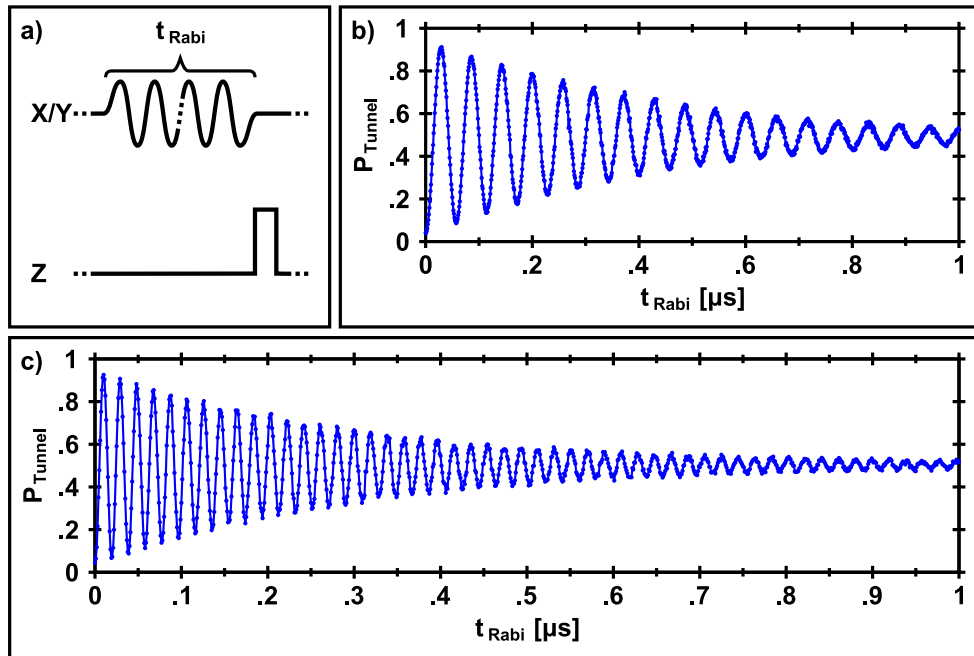 a)
t Rabi
X/Y
Z
b)
1
.8
.6
.4
.2
0
P Tunnel
0 .2 .4 .6 .8 1
t Rabi [µs]
c)
1
.8
.6
.4
.2
0
P Tunnel
0 .1 .2 .3 .4 .5 .6 .7 .8 .9 1
t Rabi [µs]